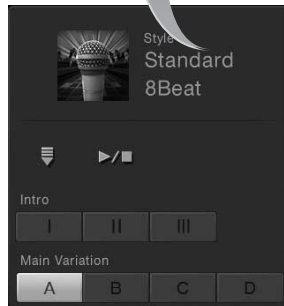 Style
Standard
8Beat
Intro
I II III
Main Variation
A B C D